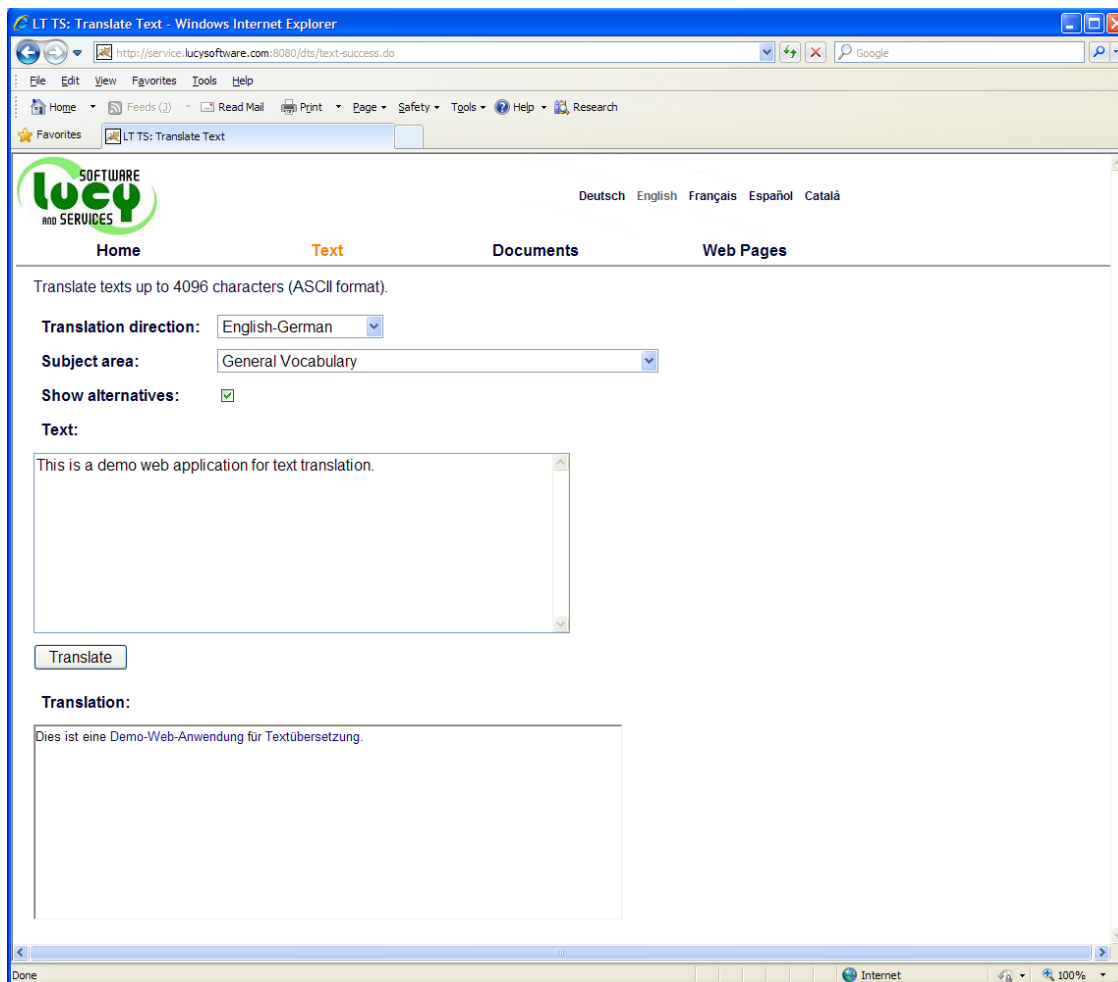 LT TS: Translate Text - Windows Internet Explorer
http://service.lucysoftware.com:8080/dts/text-success.do Google
File Edit View Favorites Tools Help
Home Feeds (J) Read Mail Print Page Safety Tools Help Research
Favorites LT TS: Translate Text
SOFTWARE
lucy
AND SERVICES
Deutsch English Français Español Català
Home Text Documents Web Pages
Translate texts up to 4096 characters (ASCII format).
Translation direction: English-German
Subject area: General Vocabulary
Show alternatives:
Text:
This is a demo web application for text translation.
Translate
Translation:
Dies ist eine Demo-Web-Anwendung für Textübersetzung.
Done Internet 100%